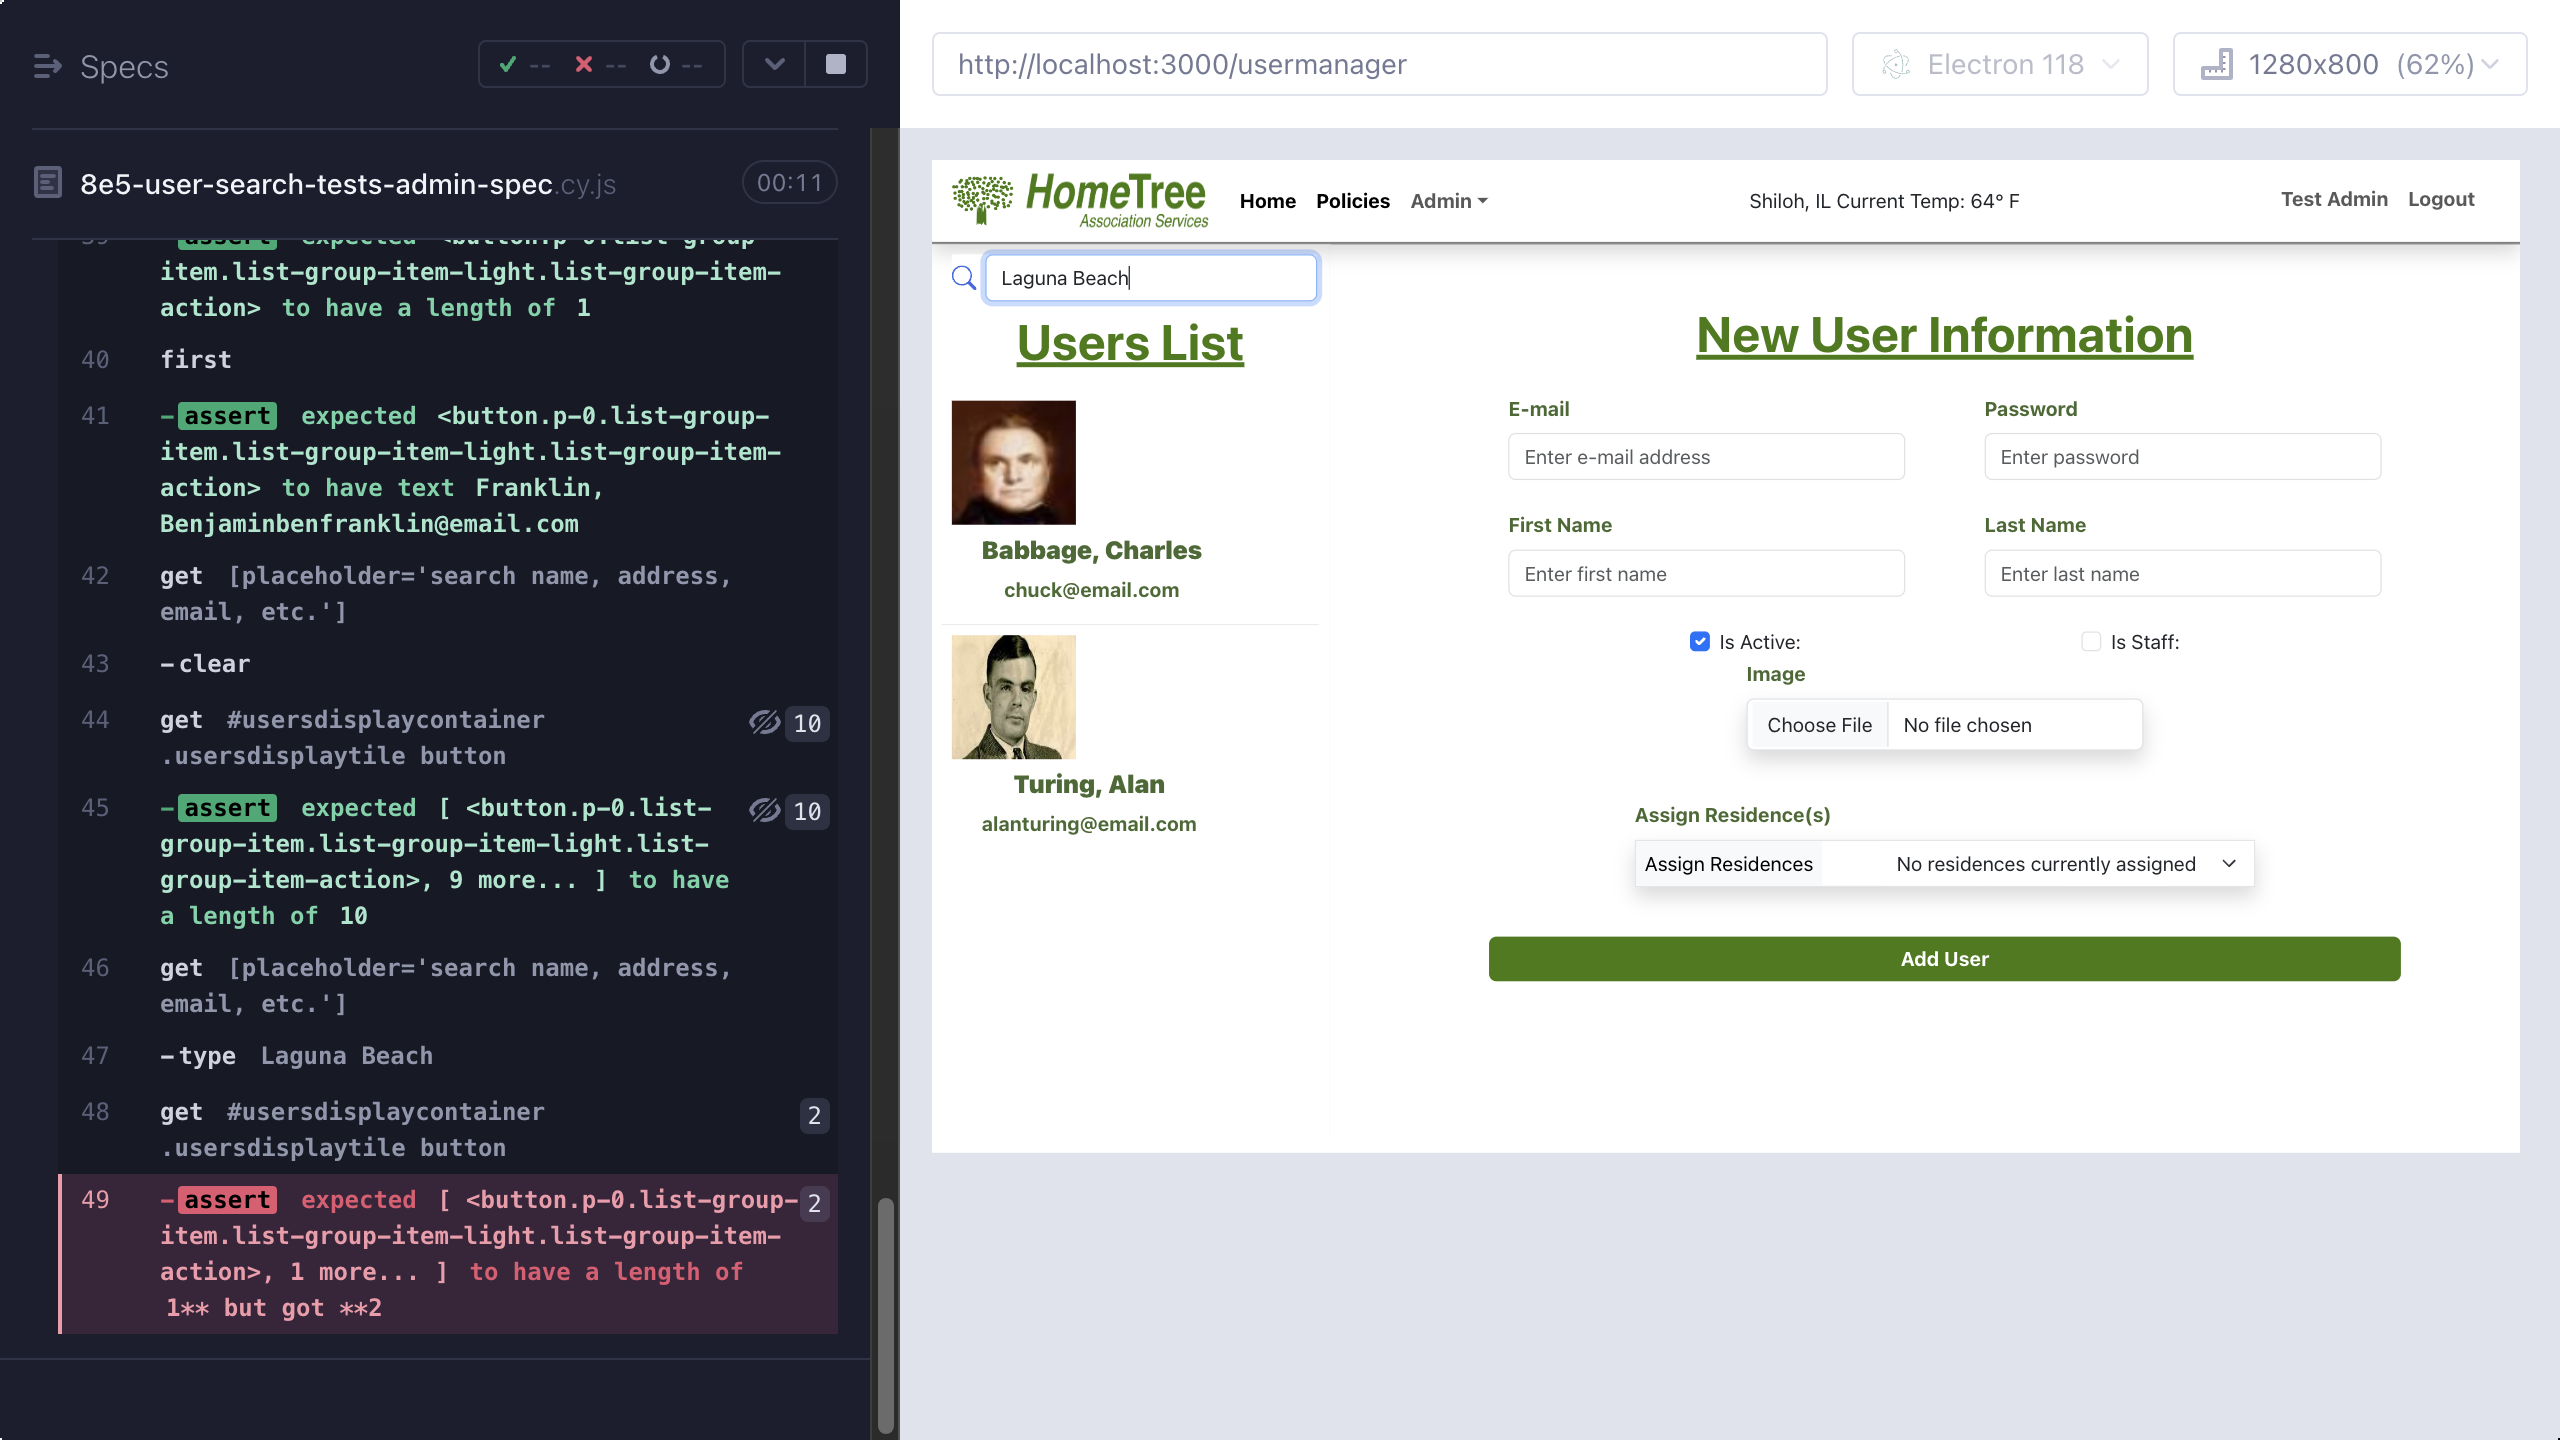 Specs
-- -- --
8e5-user-search-tests-admin-spec.cy.js
00:11
39 -assert expected <button.p-0.list-group-
item.list-group-item-light.list-group-item-
action> to have a length of 1
40 first
41 -assert expected <button.p-0.list-group-
item.list-group-item-light.list-group-item-
action> to have text Franklin,
Benjaminbenfranklin@email.com
42 get [placeholder='search name, address,
email, etc.']
43 -clear
44 get #usersdisplaycontainer 10
.usersdisplaytile button
45 -assert expected [ <button.p-0.list- 10
group-item.list-group-item-light.list-
group-item-action>, 9 more... ] to have
a length of 10
46 get [placeholder='search name, address,
email, etc.']
47 -type Laguna Beach
48 get #usersdisplaycontainer 2
.usersdisplaytile button
49 -assert expected [ <button.p-0.list-group- 2
item.list-group-item-light.list-group-item-
action>, 1 more... ] to have a length of
1** but got **2
http://localhost:3000/usermanager
Electron 118
1280x800 (62%)
HomeTree
Association Services
Home Policies Admin
Shiloh, IL Current Temp: 64° F
Test Admin Logout
Laguna Beach
Users List
Babbage, Charles
chuck@email.com
Turing, Alan
alanturing@email.com
New User Information
E-mail Password
Enter e-mail address Enter password
First Name Last Name
Enter first name Enter last name
Is Active: Is Staff:
Image
Choose File No file chosen
Assign Residence(s)
Assign Residences No residences currently assigned
Add User